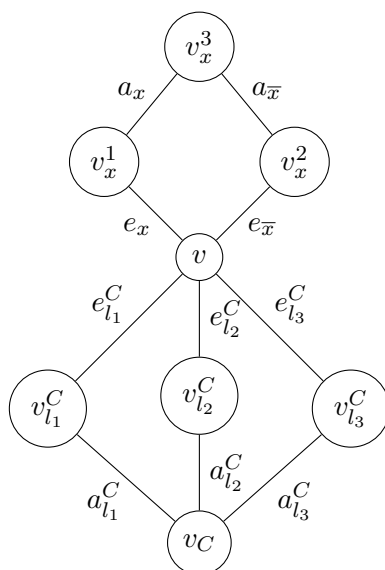 $v_x^3$
$a_x$ $a_{\overline{x}}$
$v_x^1$ $v_x^2$
$e_x$ $e_{\overline{x}}$
$v$
$e_{l_1}^C$ $e_{l_2}^C$ $e_{l_3}^C$
$v_{l_1}^C$ $v_{l_2}^C$ $v_{l_3}^C$
$a_{l_1}^C$ $a_{l_2}^C$ $a_{l_3}^C$
$v_C$